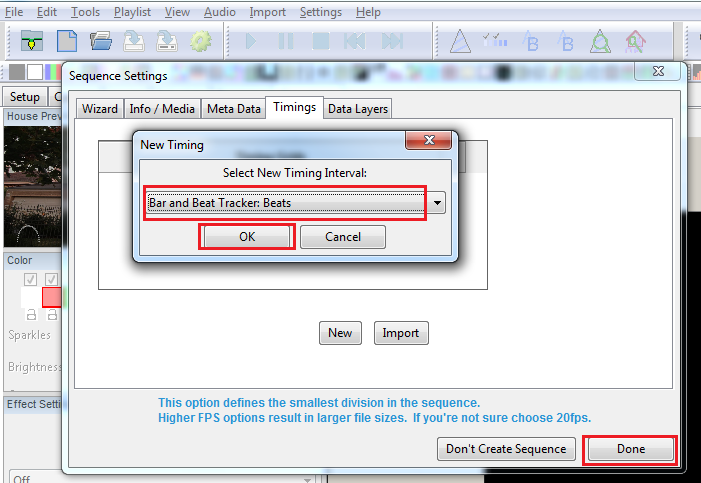 File Edit Tools View Playlist View Audio Import Settings Help
Sequence Settings
Setup
Wizard Info / Media Meta Data Timings Data Layers
House Prev
New Timing
Select New Timing Interval:
Bar and Beat Tracker: Beats
OK Cancel
Color
New Import
Sparkles
Brightness
This option defines the smallest division in the sequence.
Higher FPS options result in larger file sizes. If you're not sure choose 20fps.
Effect Setti
Don't Create Sequence Done
Off